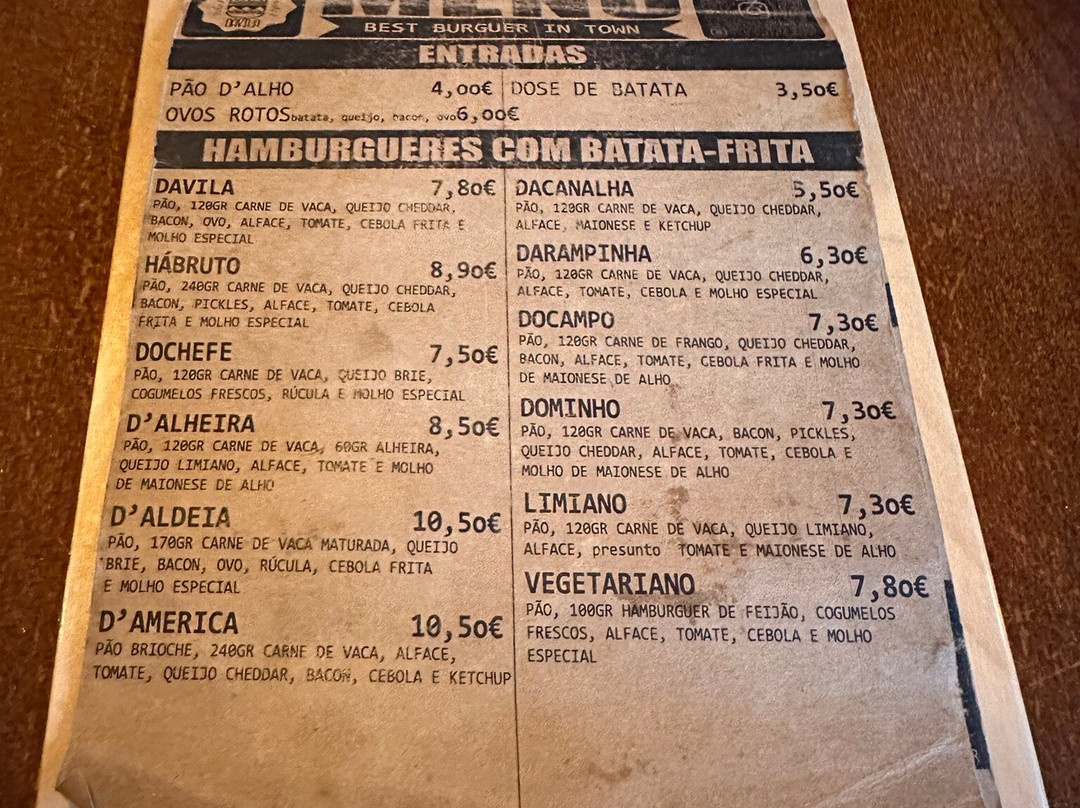 DAVILA
MENU
BEST BURGUER IN TOWN
ENTRADAS
PÃO D'ALHO 4,00€
OVOS ROTOS batata, queijo, bacon, ovo 6,00€
DOSE DE BATATA 3,50€
HAMBURGUERES COM BATATA-FRITA
DAVILA 7,80€
PÃO, 120GR CARNE DE VACA, QUEIJO CHEDDAR,
BACON, OVO, ALFACE, TOMATE, CEBOLA FRITA E
MOLHO ESPECIAL
HÁBRUTO 8,90€
PÃO, 240GR CARNE DE VACA, QUEIJO CHEDDAR,
BACON, PICKLES, ALFACE, TOMATE, CEBOLA
FRITA E MOLHO ESPECIAL
DOCHEFE 7,50€
PÃO, 120GR CARNE DE VACA, QUEIJO BRIE,
COGUMELOS FRESCOS, RÚCULA E MOLHO ESPECIAL
D'ALHEIRA 8,50€
PÃO, 120GR CARNE DE VACA, 60GR ALHEIRA,
QUEIJO LIMIANO, ALFACE, TOMATE E MOLHO
DE MAIONESE DE ALHO
D'ALDEIA 10,50€
PÃO, 170GR CARNE DE VACA MATURADA, QUEIJO
BRIE, BACON, OVO, RÚCULA, CEBOLA FRITA
E MOLHO ESPECIAL
D'AMERICA 10,50€
PÃO BRIOCHE, 240GR CARNE DE VACA, ALFACE,
TOMATE, QUEIJO CHEDDAR, BACON, CEBOLA E KETCHUP
DACANALHA 5,50€
PÃO, 120GR CARNE DE VACA, QUEIJO CHEDDAR,
ALFACE, MAIONESE E KETCHUP
DARAMPINHA 6,30€
PÃO, 120GR CARNE DE VACA, QUEIJO CHEDDAR,
ALFACE, TOMATE, CEBOLA E MOLHO ESPECIAL
DOCAMPO 7,30€
PÃO, 120GR CARNE DE FRANGO, QUEIJO CHEDDAR,
BACON, ALFACE, TOMATE, CEBOLA FRITA E MOLHO
DE MAIONESE DE ALHO
DOMINHO 7,30€
PÃO, 120GR CARNE DE VACA, BACON, PICKLES,
QUEIJO CHEDDAR, ALFACE, TOMATE, CEBOLA E
MOLHO DE MAIONESE DE ALHO
LIMIANO 7,30€
PÃO, 120GR CARNE DE VACA, QUEIJO LIMIANO,
ALFACE, presunto TOMATE E MAIONESE DE ALHO
VEGETARIANO 7,80€
PÃO, 100GR HAMBURGUER DE FEIJÃO, COGUMELOS
FRESCOS, ALFACE, TOMATE, CEBOLA E MOLHO
ESPECIAL